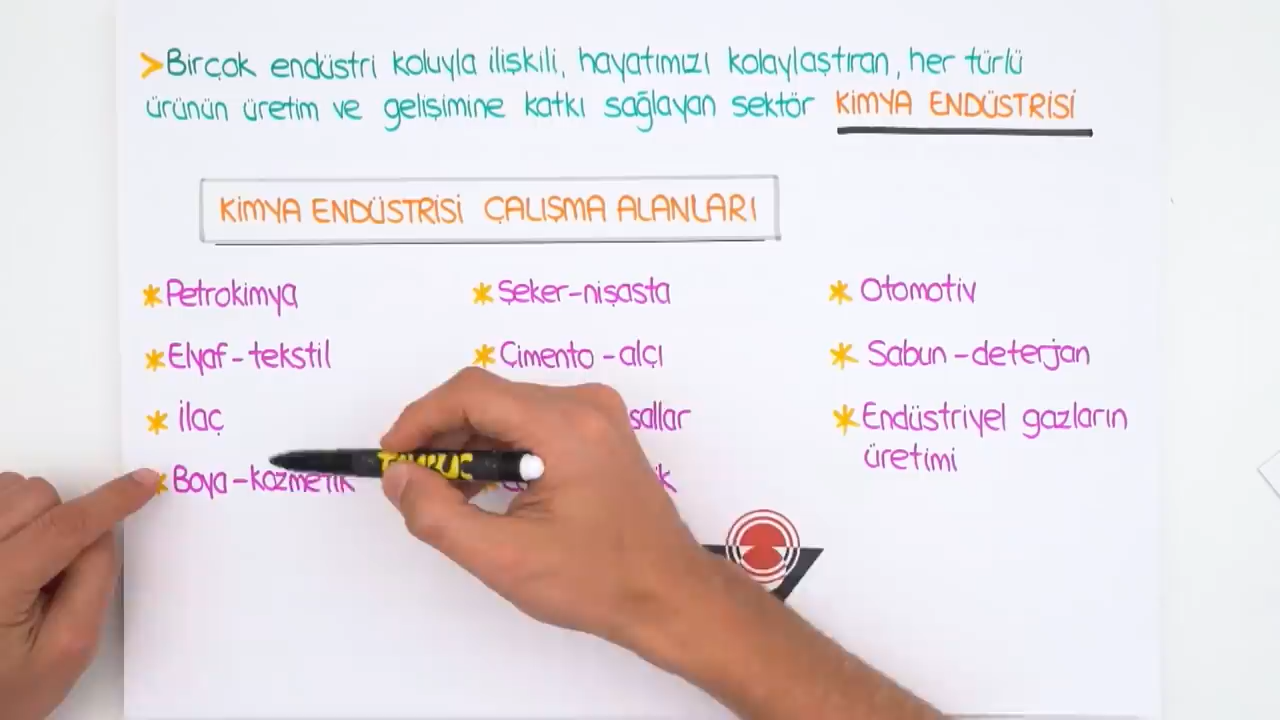 Birçok endüstri koluyla ilişkili, hayatımızı kolaylaştıran, her türlü
ürünün üretim ve gelişimine katkı sağlayan sektör KİMYA ENDÜSTRİSİ
KİMYA ENDÜSTRİSİ ÇALIŞMA ALANLARI
* Petrokimya
* Elyaf-tekstil
* İlaç
* Boya-kozmetik
* Şeker-nişasta
* Çimento-alçı
* Otomotiv
* Sabun-deterjan
* Endüstriyel gazların
üretimi